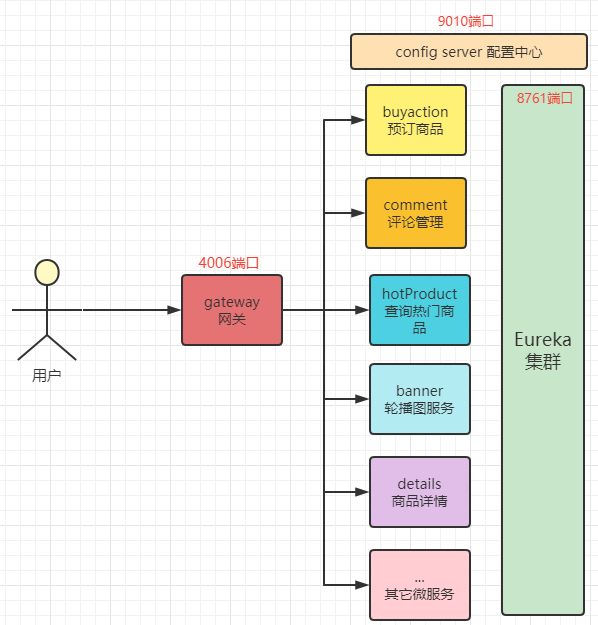 9010端口
config server 配置中心
8761端口
buyaction
预订商品
comment
评论管理
4006端口
gateway
网关
用户
hotProduct
查询热门商
品
Eureka
集群
banner
轮播图服务
details
商品详情
...
其它微服务